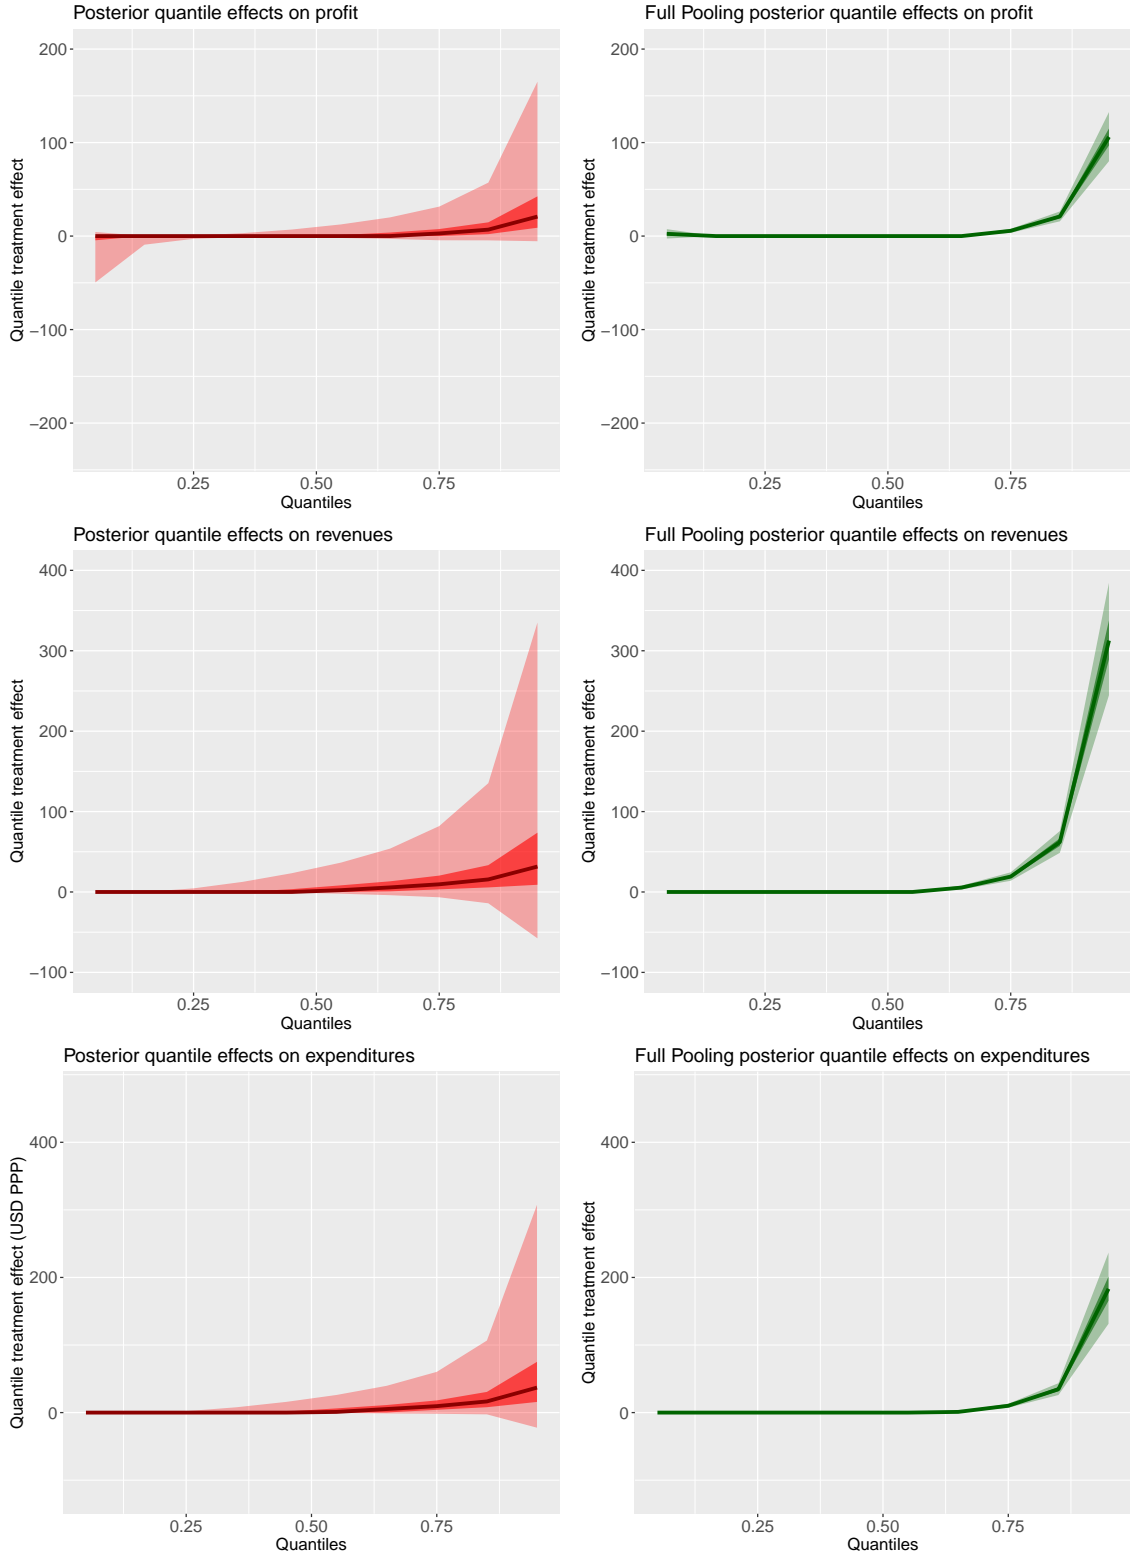 Posterior quantile effects on profit
200
100
0
−100
−200
Quantile treatment effect
0.25 0.50 0.75
Quantiles
Full Pooling posterior quantile effects on profit
200
100
0
−100
−200
Quantile treatment effect
0.25 0.50 0.75
Quantiles
Posterior quantile effects on revenues
400
300
200
100
0
−100
Quantile treatment effect
0.25 0.50 0.75
Quantiles
Full Pooling posterior quantile effects on revenues
400
300
200
100
0
−100
Quantile treatment effect
0.25 0.50 0.75
Quantiles
Posterior quantile effects on expenditures
400
200
0
Quantile treatment effect (USD PPP)
0.25 0.50 0.75
Quantiles
Full Pooling posterior quantile effects on expenditures
400
200
0
Quantile treatment effect
0.25 0.50 0.75
Quantiles